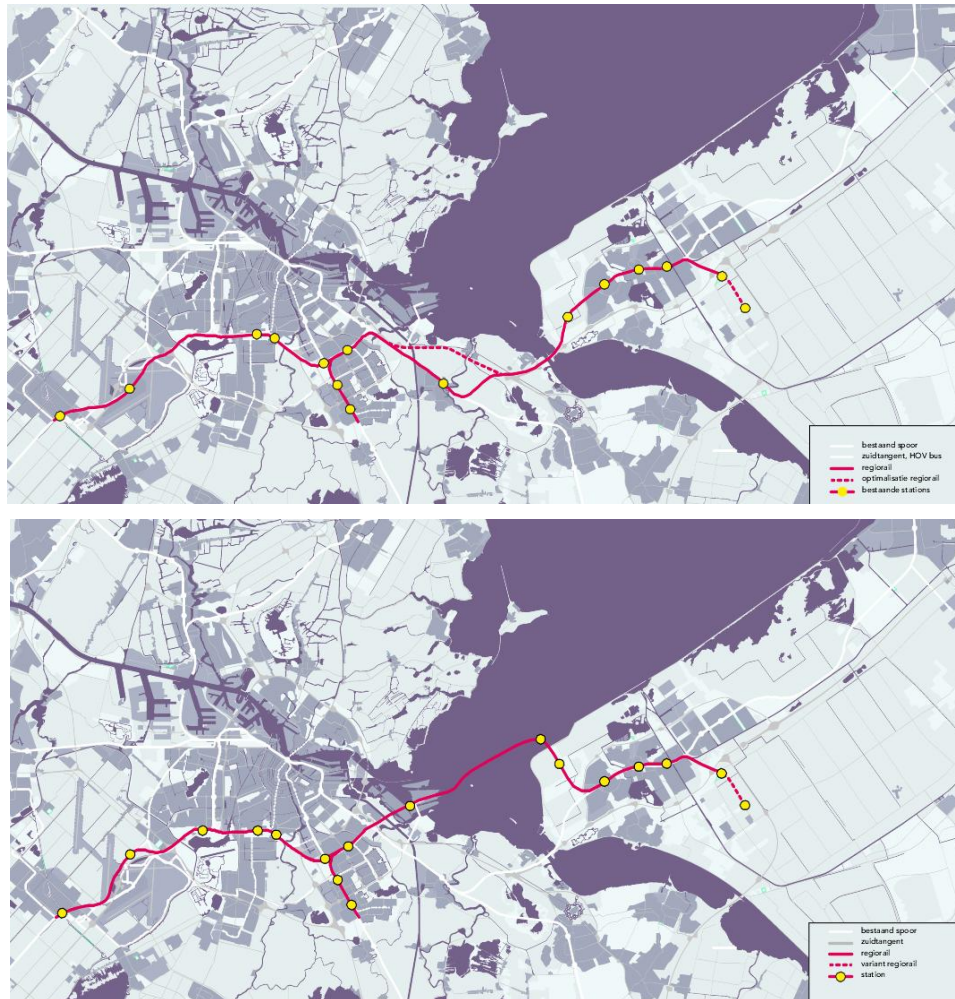 bestaand spoor
zuidtangent, HOV bus
regiorail
optimalisatie regiorail
bestaande stations
bestaand spoor
zuidtangent
regiorail
variant regiorail
station